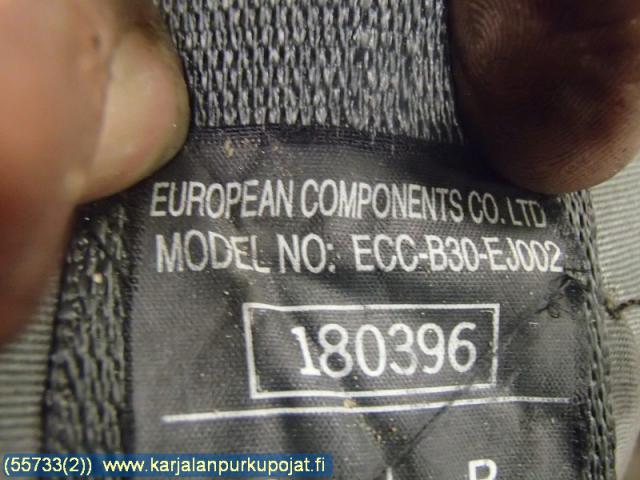 EUROPEAN COMPONENTS CO. LTD
MODEL NO: ECC-B30-EJ002
180396
R
(55733(2)) www.karjalanpurkupojat.fi